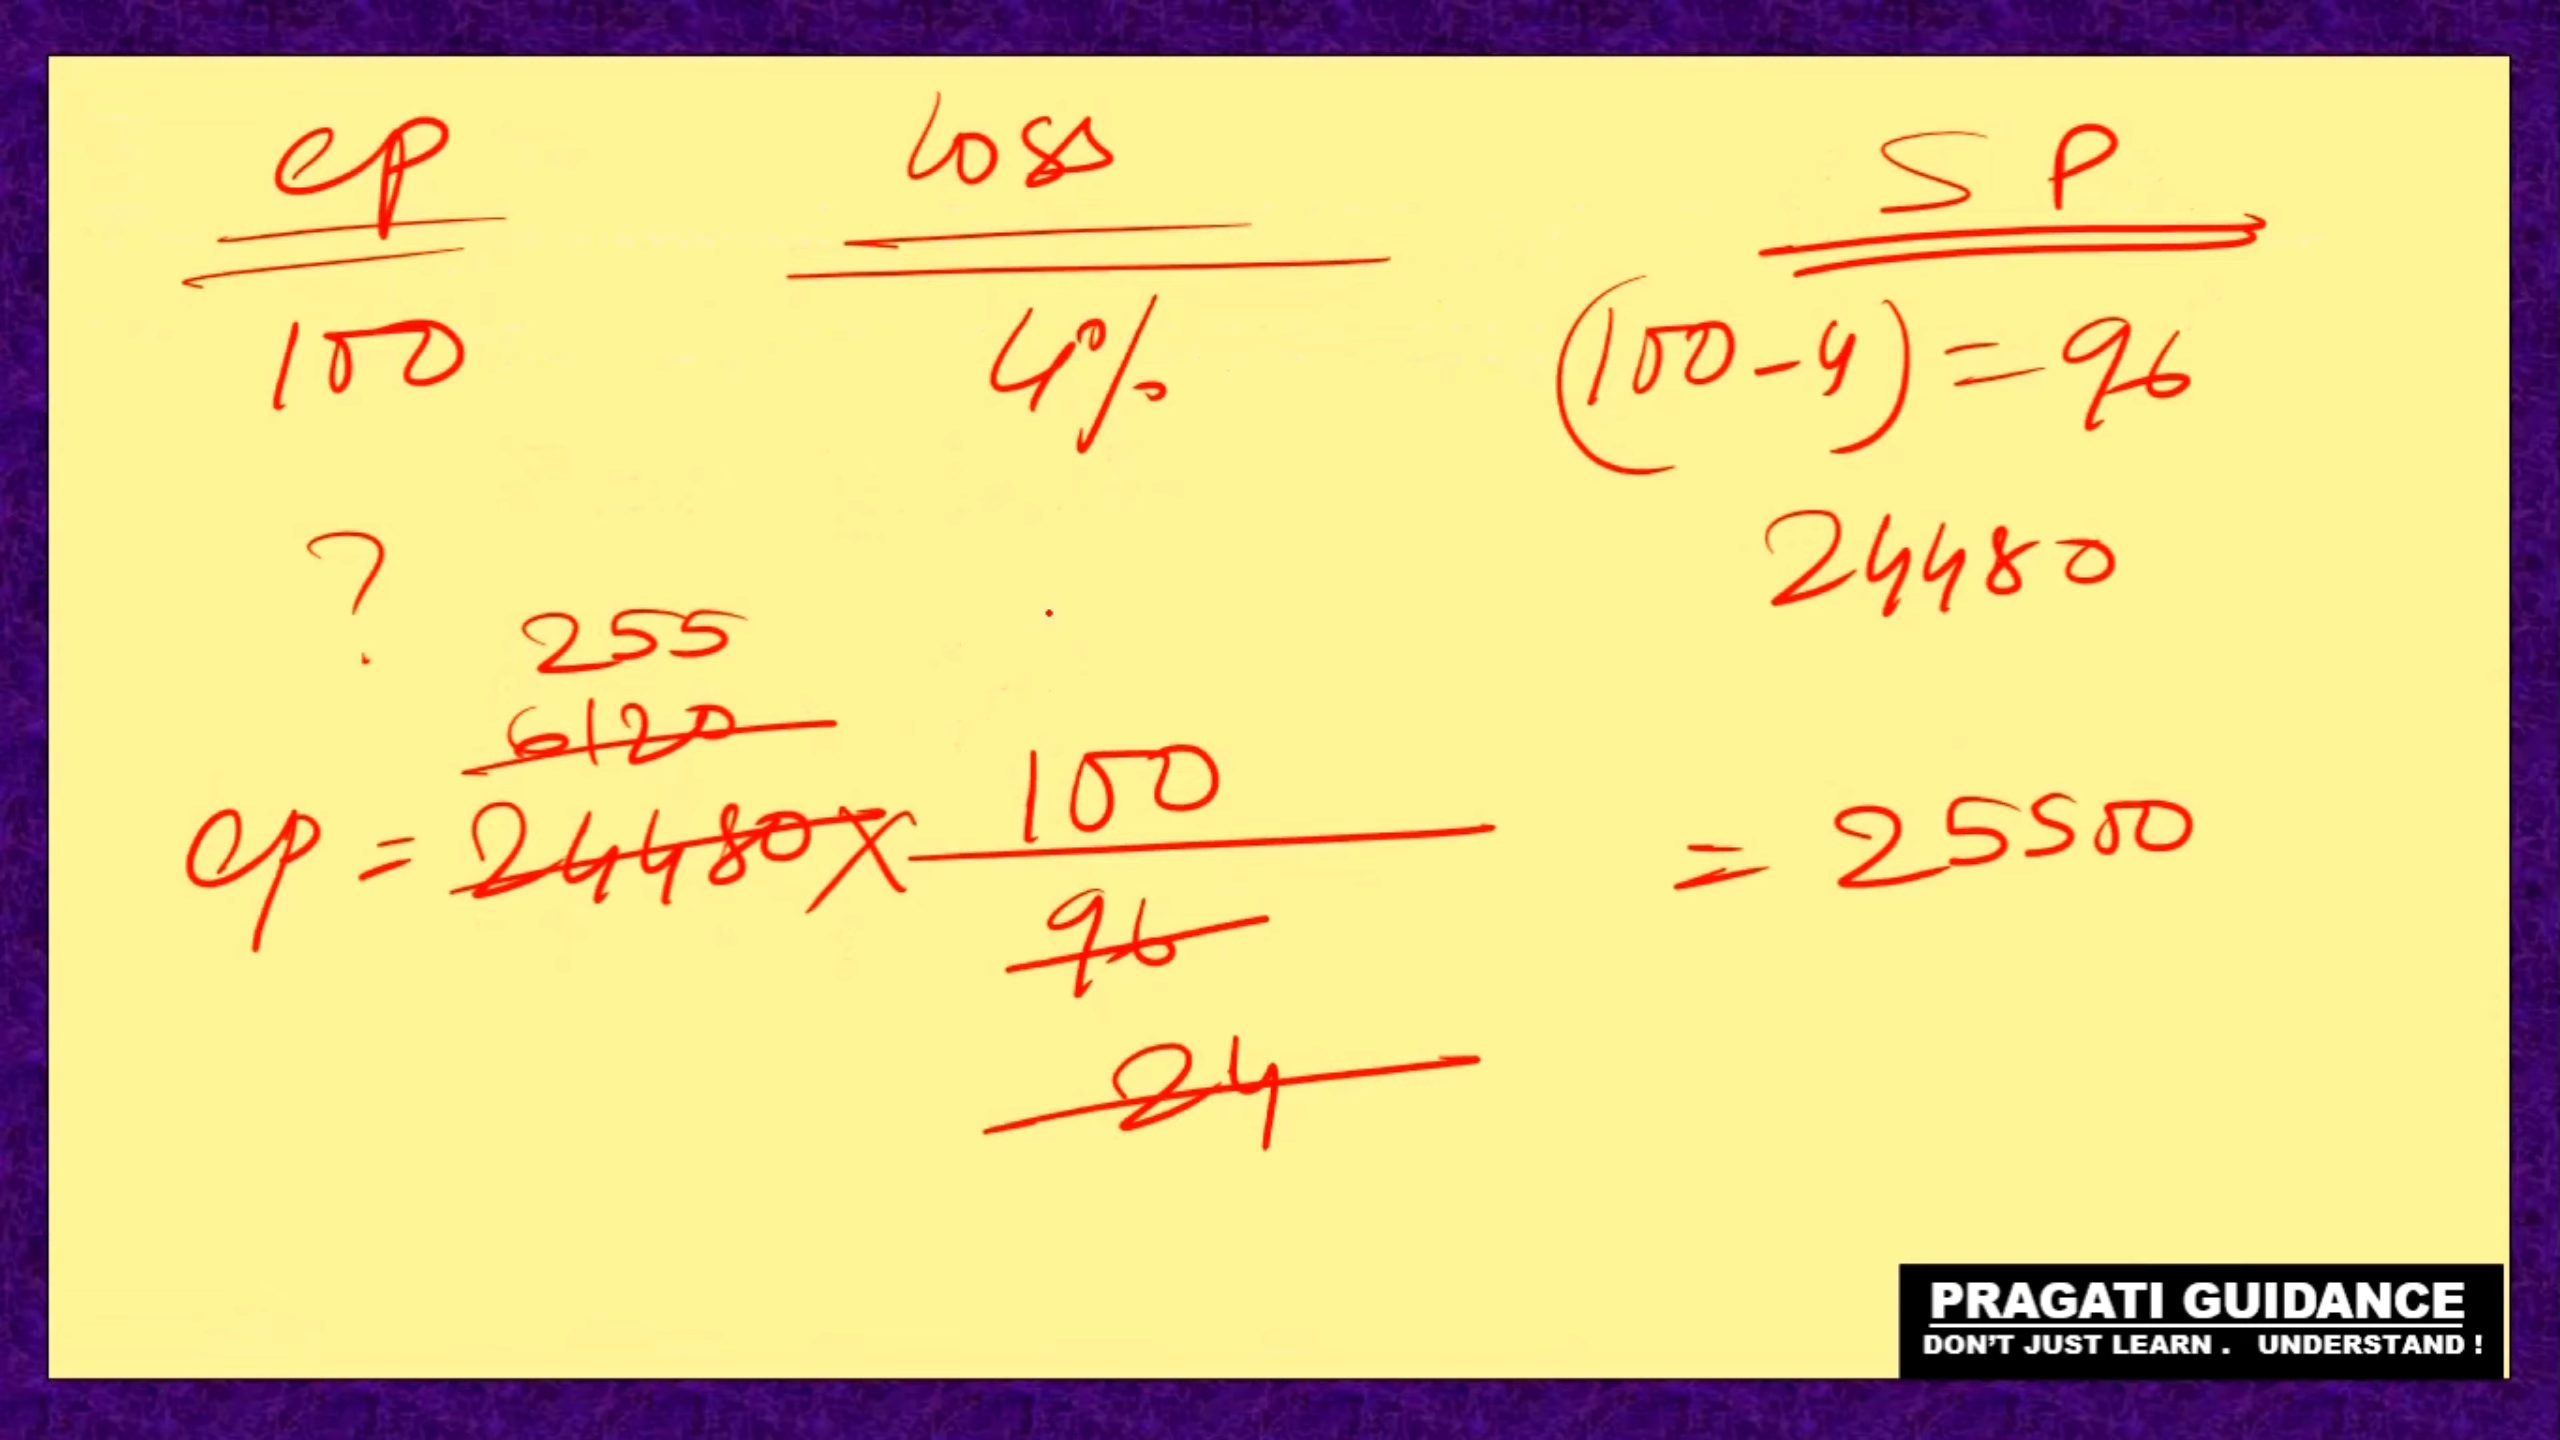 CP loss SP
100 4% (100-4) = 96
? 24480
255
6120
CP = 24480 × 100 = 25500
96
24
PRAGATI GUIDANCE
DON'T JUST LEARN . UNDERSTAND !